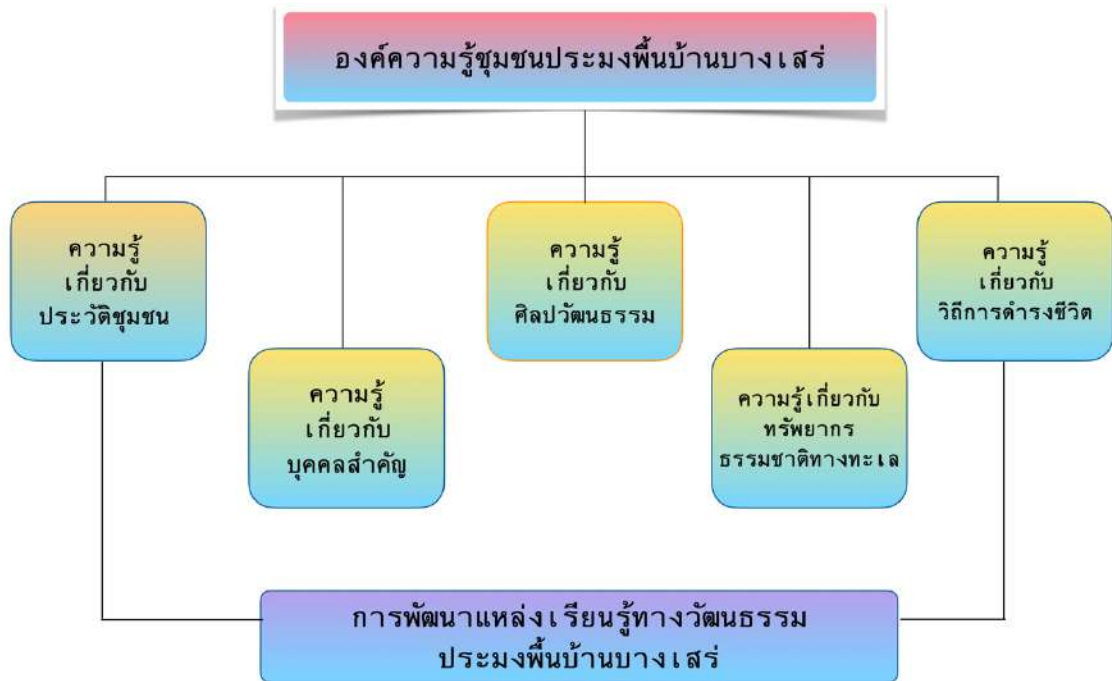 องค์ความรู้ชุมชนประมงพื้นบ้านบางเสร่
ความรู้
เกี่ยวกับ
ประวัติชุมชน
ความรู้
เกี่ยวกับ
บุคคลสำคัญ
ความรู้
เกี่ยวกับ
ศิลปวัฒนธรรม
ความรู้เกี่ยวกับ
ทรัพยากร
ธรรมชาติทางทะเล
ความรู้
เกี่ยวกับ
วิถีการดำรงชีวิต
การพัฒนาแหล่งเรียนรู้ทางวัฒนธรรม
ประมงพื้นบ้านบางเสร่